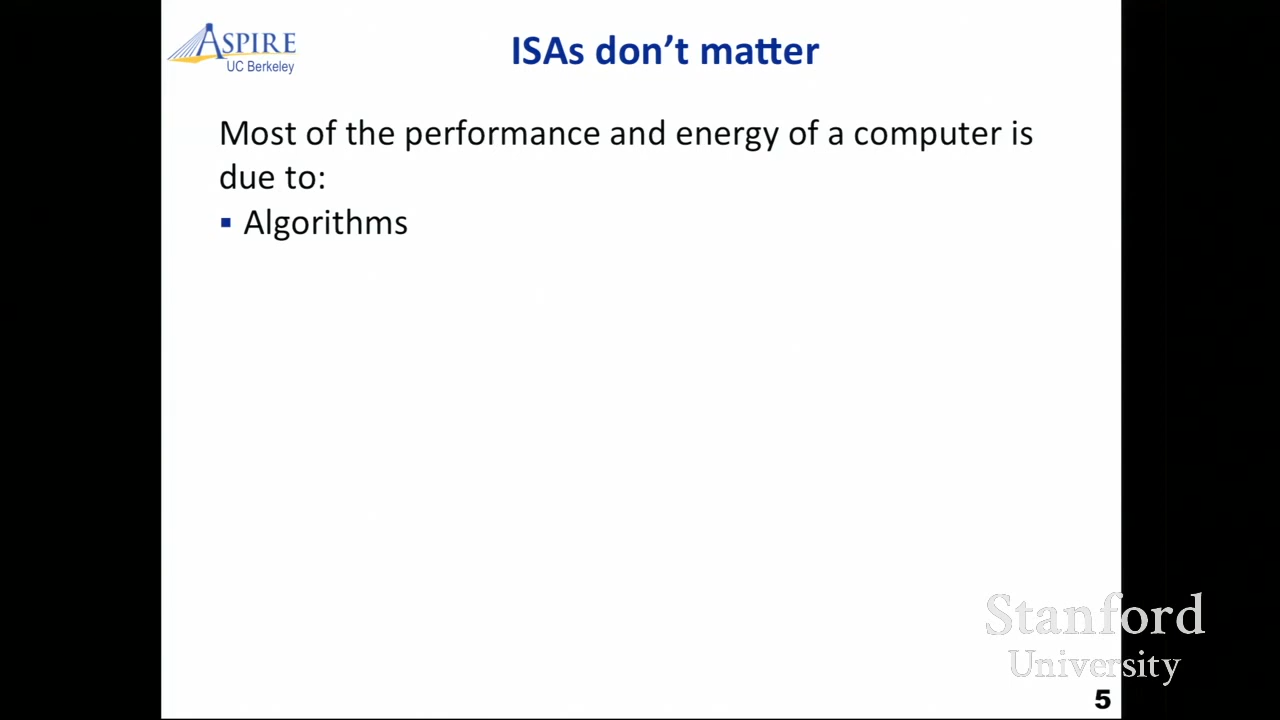 ASPIRE
UC Berkeley
ISAs don't matter
Most of the performance and energy of a computer is
due to:
▪ Algorithms
Stanford
University
5